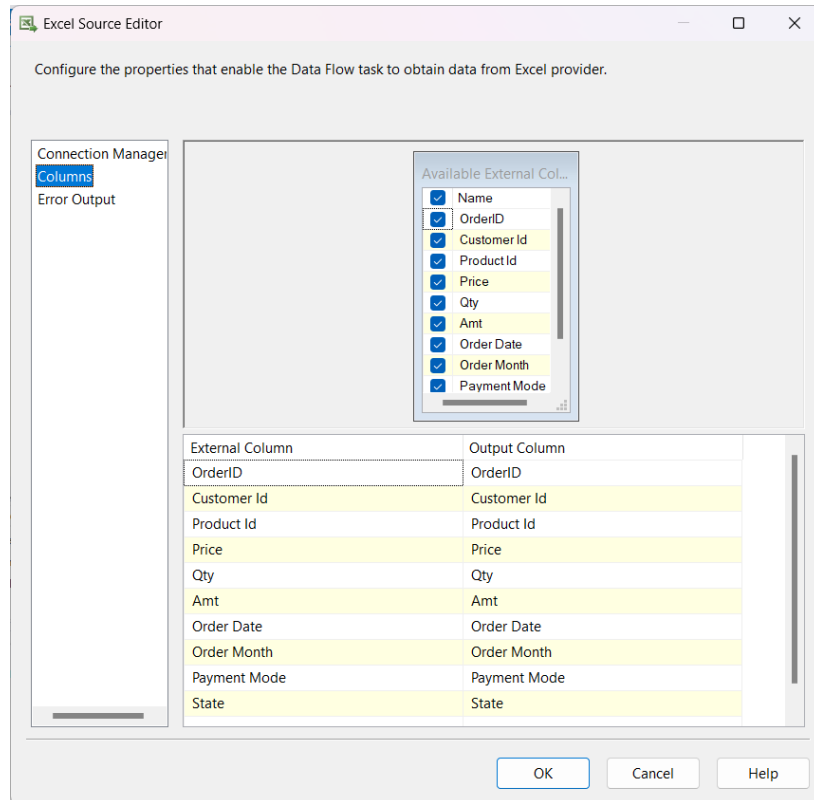 Excel Source Editor
Configure the properties that enable the Data Flow task to obtain data from Excel provider.
Connection Manager
Columns
Error Output
Available External Col...
Name
OrderID
Customer Id
Product Id
Price
Qty
Amt
Order Date
Order Month
Payment Mode
External Column Output Column
OrderID OrderID
Customer Id Customer Id
Product Id Product Id
Price Price
Qty Qty
Amt Amt
Order Date Order Date
Order Month Order Month
Payment Mode Payment Mode
State State
OK Cancel Help